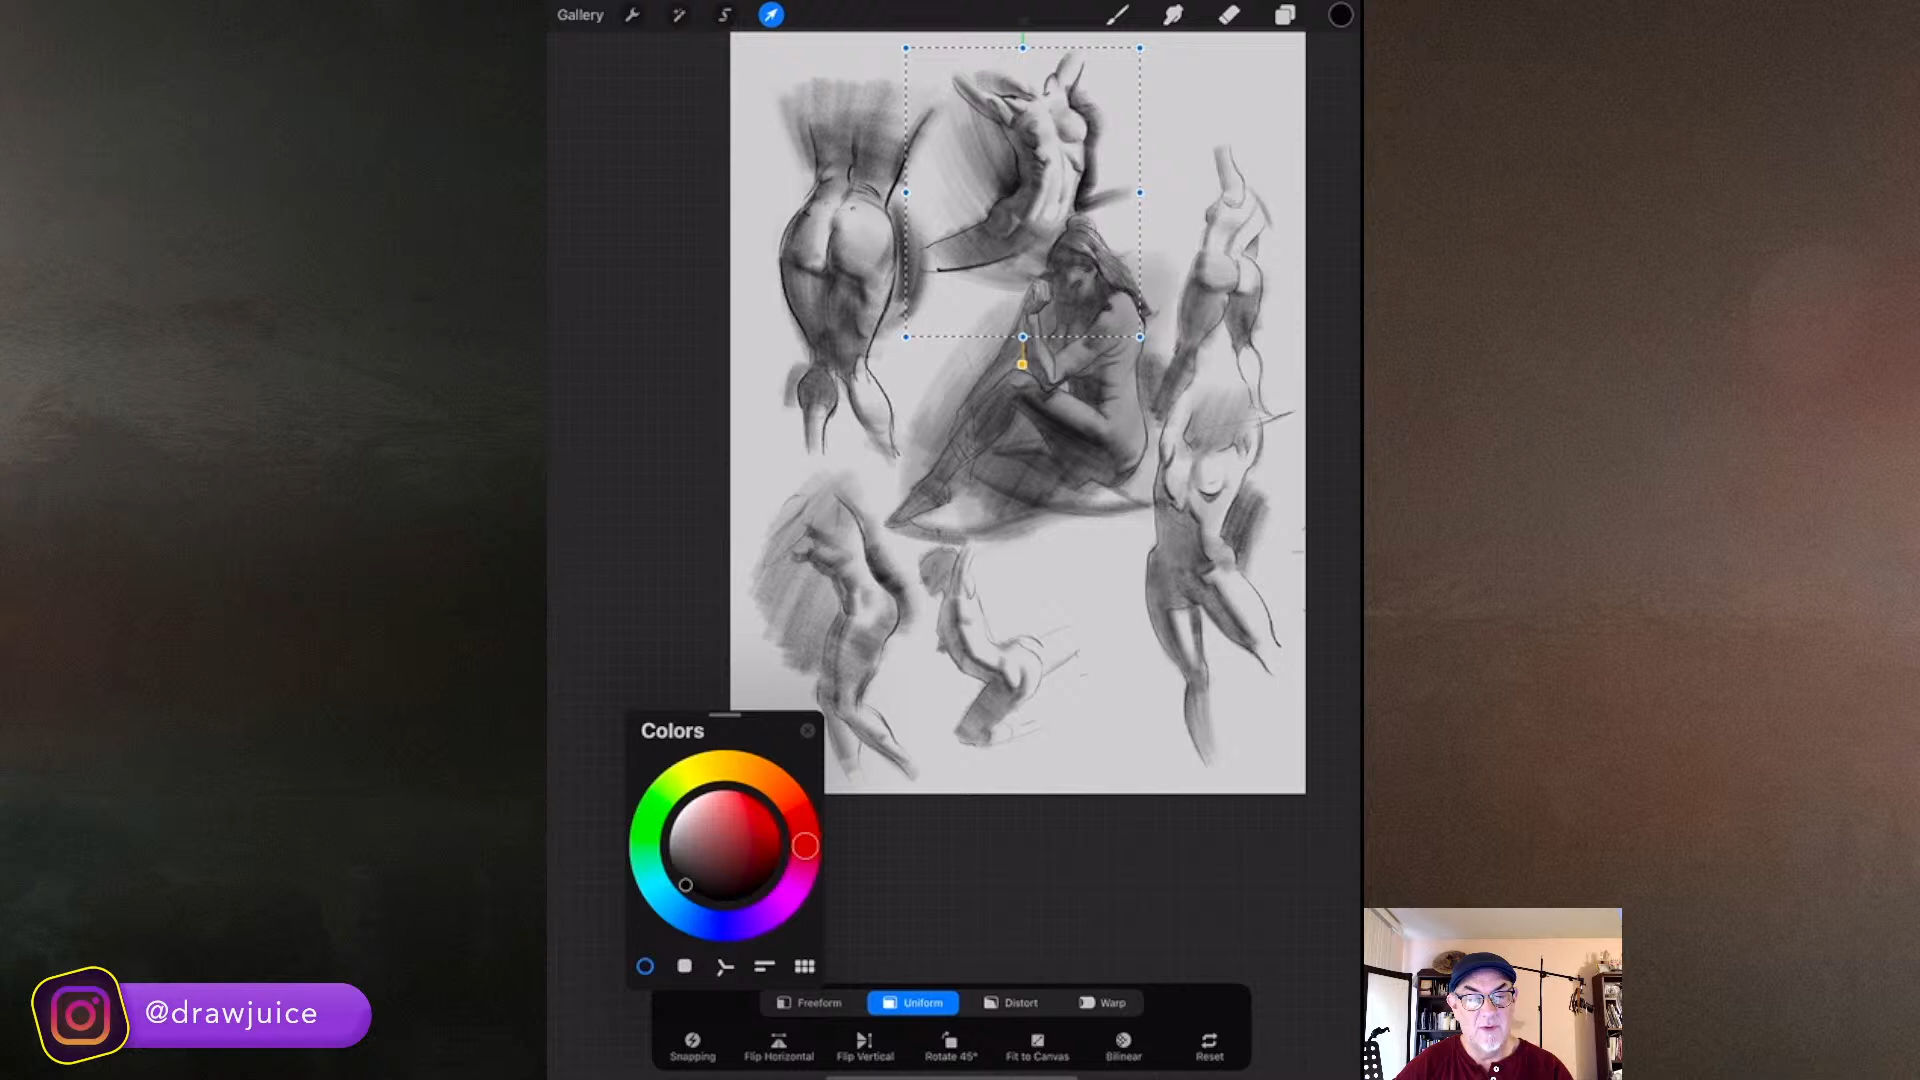 Gallery
Colors
Freeform
Uniform
Distort
Warp
Snapping
Flip Horizontal
Flip Vertical
Rotate 45°
Fit to Canvas
Bilinear
Reset
@drawjuice